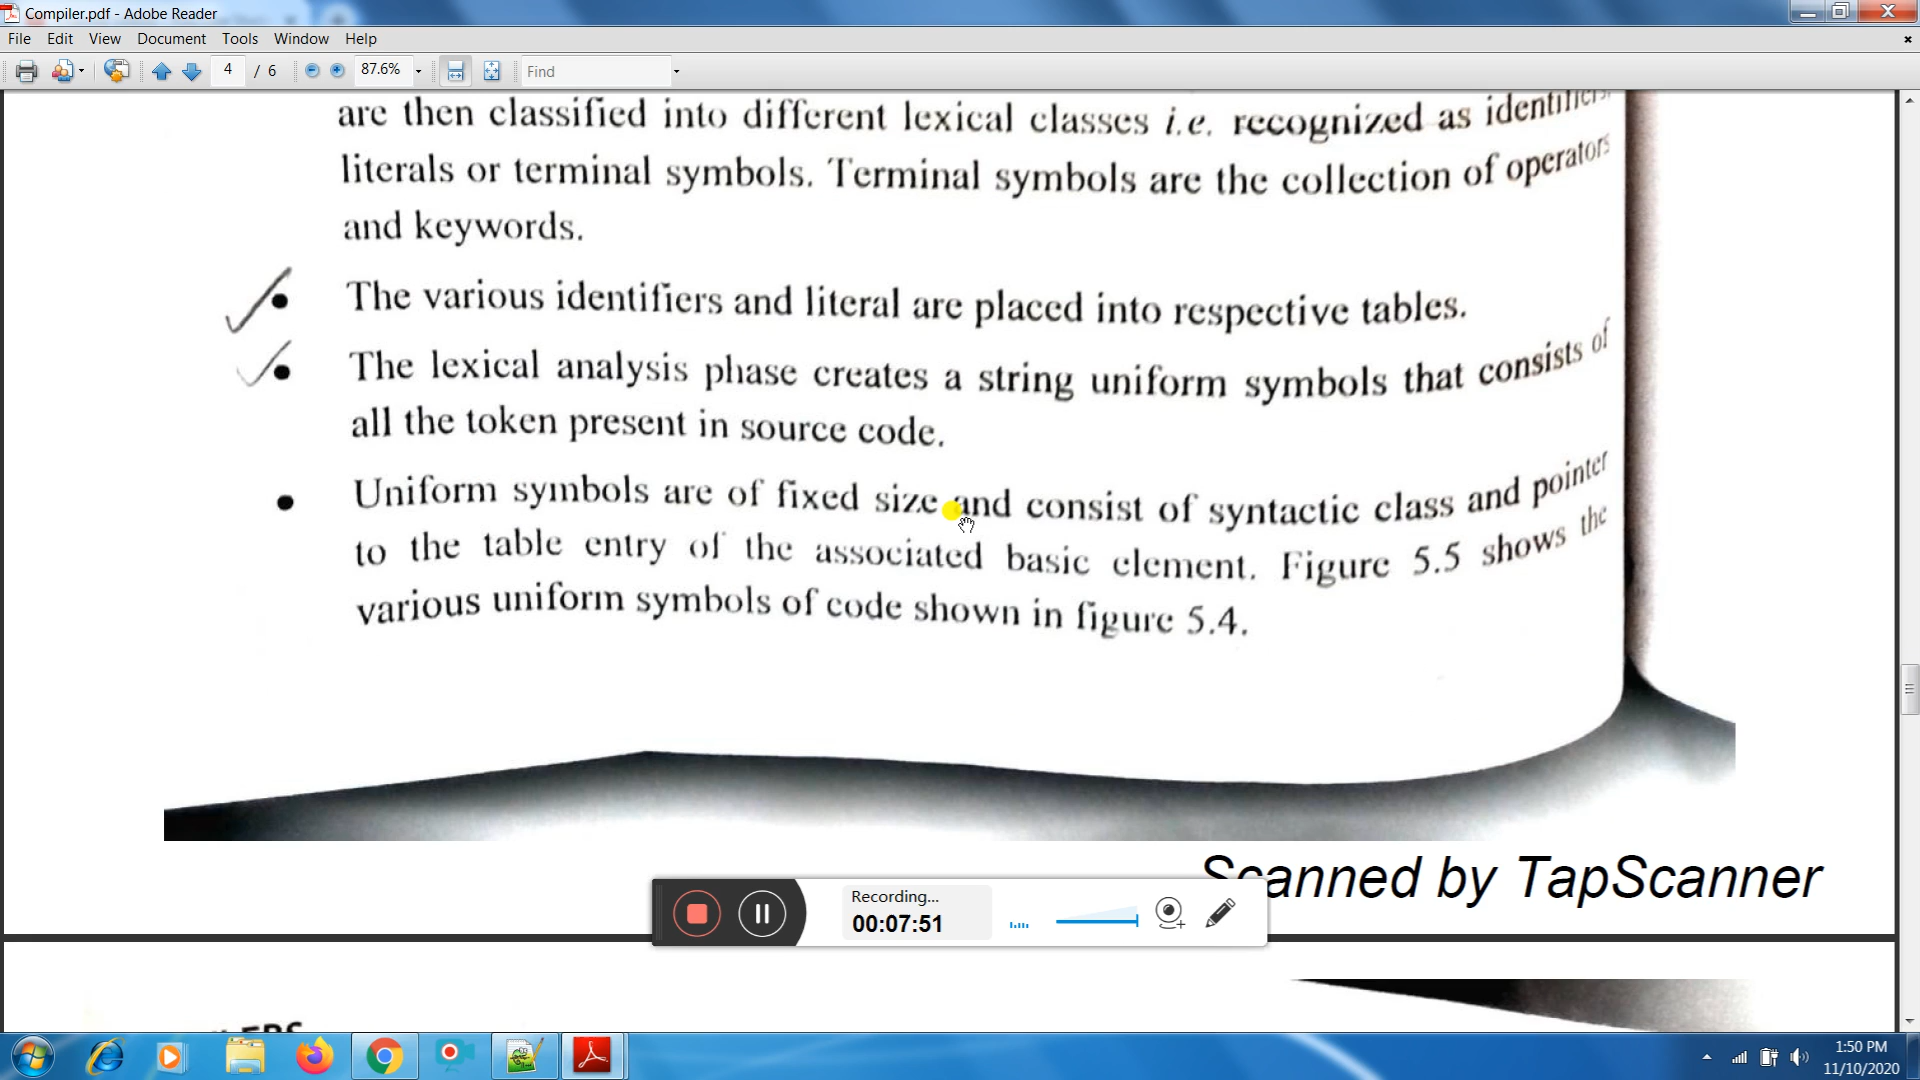 Compiler.pdf - Adobe Reader
File Edit View Document Tools Window Help
4 / 6 87.6% Find
are then classified into different lexical classes i.e. recognized as identifiers,
literals or terminal symbols. Terminal symbols are the collection of operators
and keywords.
• The various identifiers and literal are placed into respective tables.
• The lexical analysis phase creates a string uniform symbols that consists of
all the token present in source code.
• Uniform symbols are of fixed size and consist of syntactic class and pointer
to the table entry of the associated basic element. Figure 5.5 shows the
various uniform symbols of code shown in figure 5.4.
Scanned by TapScanner
Recording...
00:07:51
1:50 PM
11/10/2020